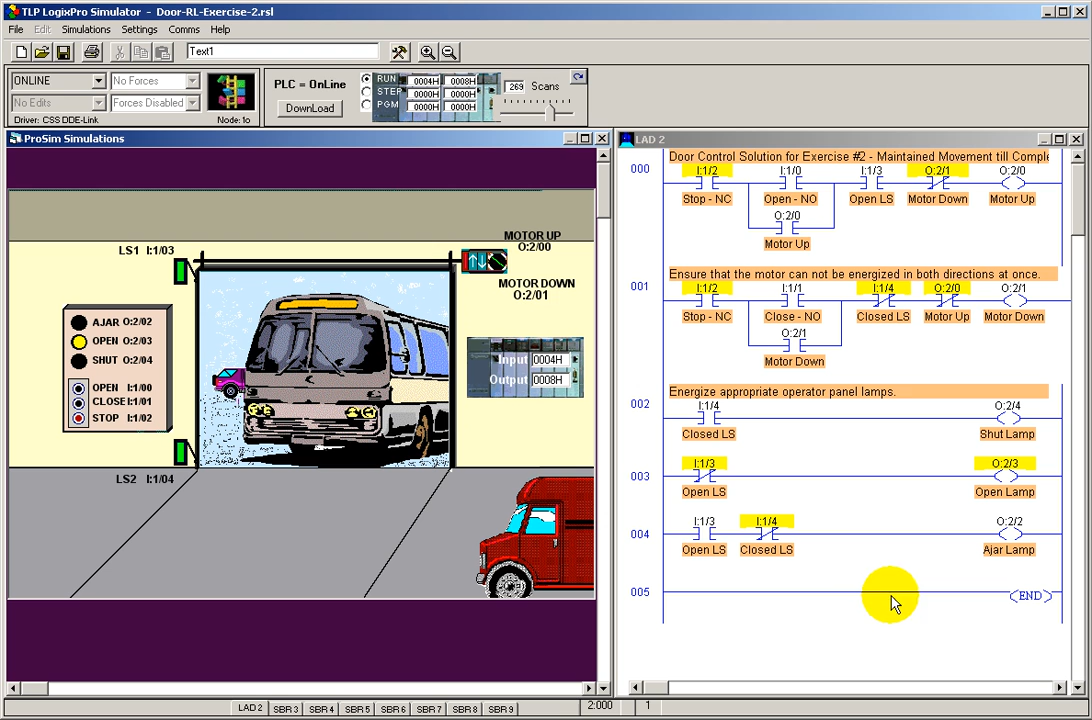 TLP LogixPro Simulator - Door-RL-Exercise-2.rsl
File Edit Simulations Settings Comms Help
Text1
ONLINE No Forces
No Edits Forces Disabled
Driver: CSS DDE-Link Node: 1o
PLC = OnLine
DownLoad
RUN 0004H 0008H
STEP 0000H 0000H
PGM 0000H 0000H
269 Scans
ProSim Simulations
LS1 I:1/03
MOTOR UP
O:2/00
MOTOR DOWN
O:2/01
AJAR O:2/02
OPEN O:2/03
SHUT O:2/04
OPEN I:1/00
CLOSE I:1/01
STOP I:1/02
Input 0004H
Output 0008H
LS2 I:1/04
LAD 2
Door Control Solution for Exercise #2 - Maintained Movement till Comple
000
I:1/2 I:1/0 I:1/3 O:2/1 O:2/0
Stop - NC Open - NO Open LS Motor Down Motor Up
O:2/0
Motor Up
Ensure that the motor can not be energized in both directions at once.
001
I:1/2 I:1/1 I:1/4 O:2/0 O:2/1
Stop - NC Close - NO Closed LS Motor Up Motor Down
O:2/1
Motor Down
Energize appropriate operator panel lamps.
002
I:1/4 O:2/4
Closed LS Shut Lamp
003
I:1/3 O:2/3
Open LS Open Lamp
004
I:1/3 I:1/4 O:2/2
Open LS Closed LS Ajar Lamp
005
END
LAD 2 SBR 3 SBR 4 SBR 5 SBR 6 SBR 7 SBR 8 SBR 9
2:000 1